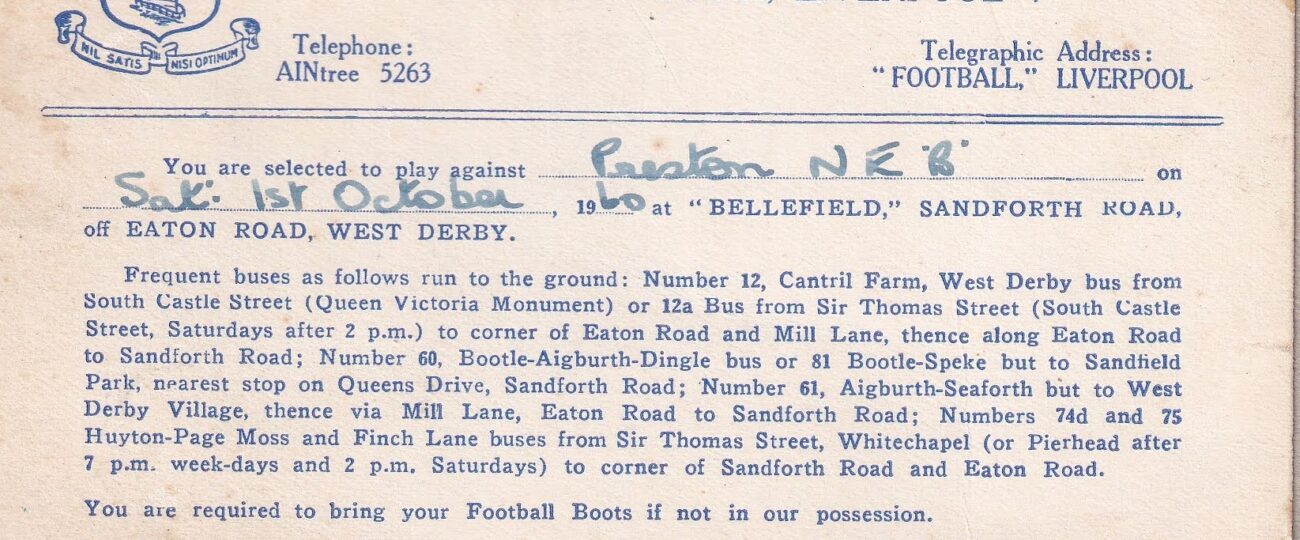 NIL SATIS NISI OPTIMUM
Telephone:
AINtree 5263
Telegraphic Address:
"FOOTBALL," LIVERPOOL
You are selected to play against Preston N E 'B' on
Sat: 1st October, 1960 at "BELLEFIELD," SANDFORTH ROAD,
off EATON ROAD, WEST DERBY.
Frequent buses as follows run to the ground: Number 12, Cantril Farm, West Derby bus from
South Castle Street (Queen Victoria Monument) or 12a Bus from Sir Thomas Street (South Castle
Street, Saturdays after 2 p.m.) to corner of Eaton Road and Mill Lane, thence along Eaton Road
to Sandforth Road; Number 60, Bootle-Aigburth-Dingle bus or 81 Bootle-Speke but to Sandfield
Park, nearest stop on Queens Drive, Sandforth Road; Number 61, Aigburth-Seaforth but to West
Derby Village, thence via Mill Lane, Eaton Road to Sandforth Road; Numbers 74d and 75
Huyton-Page Moss and Finch Lane buses from Sir Thomas Street, Whitechapel (or Pierhead after
7 p.m. week-days and 2 p.m. Saturdays) to corner of Sandforth Road and Eaton Road.
You are required to bring your Football Boots if not in our possession.